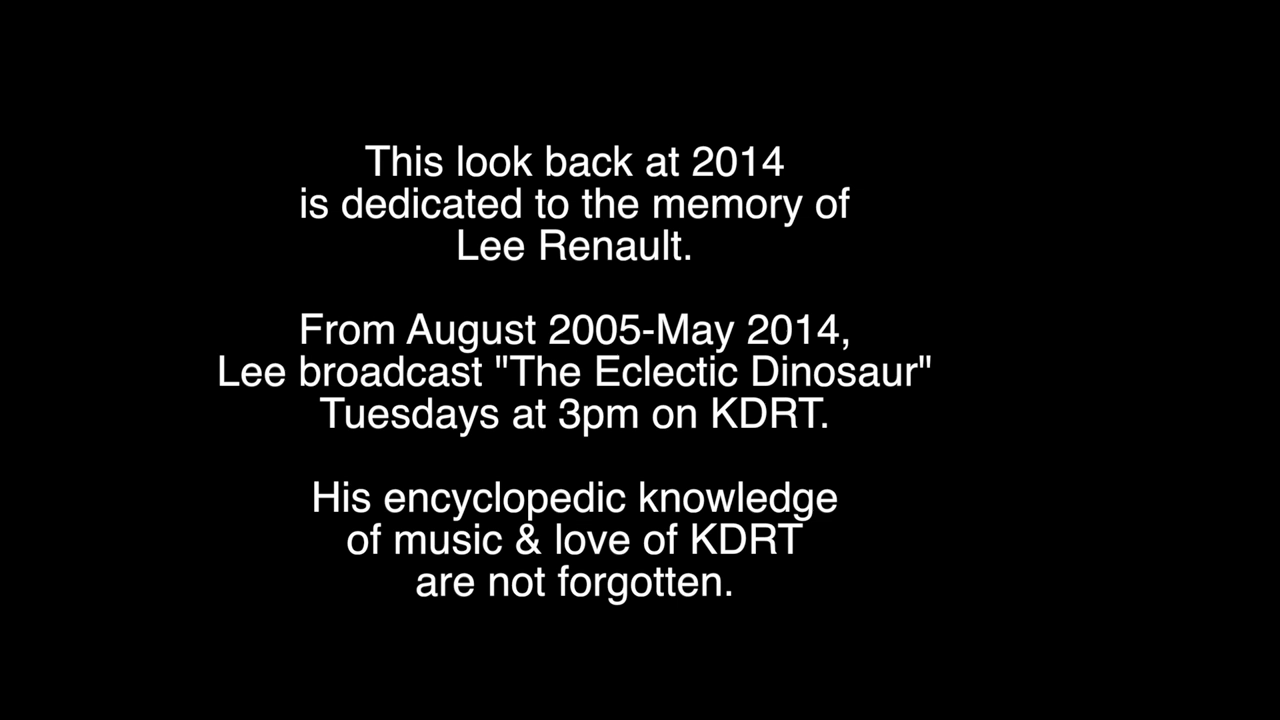 This look back at 2014
is dedicated to the memory of
Lee Renault.
From August 2005-May 2014,
Lee broadcast "The Eclectic Dinosaur"
Tuesdays at 3pm on KDRT.
His encyclopedic knowledge
of music & love of KDRT
are not forgotten.